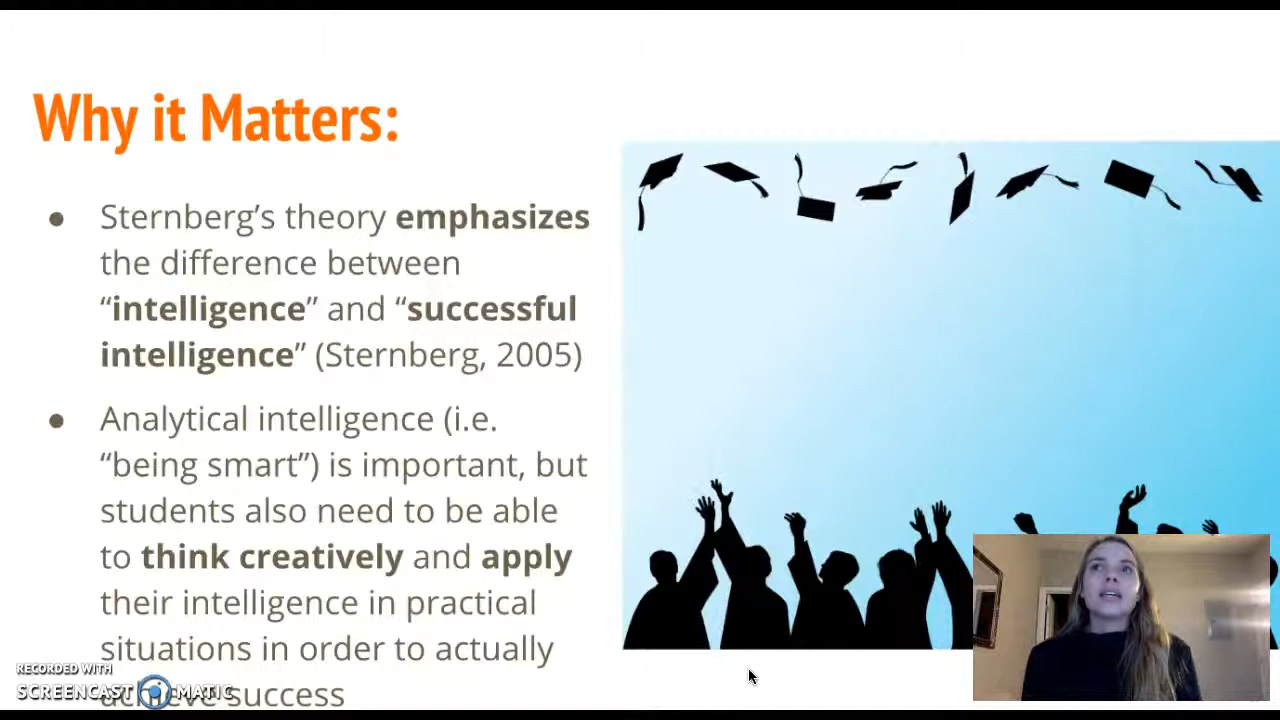 Why it Matters:
● Sternberg’s theory emphasizes
the difference between
“intelligence” and “successful
intelligence” (Sternberg, 2005)
● Analytical intelligence (i.e.
“being smart”) is important, but
students also need to be able
to think creatively and apply
their intelligence in practical
situations in order to actually
achieve success
RECORDED WITH
SCREENCAST MATIC